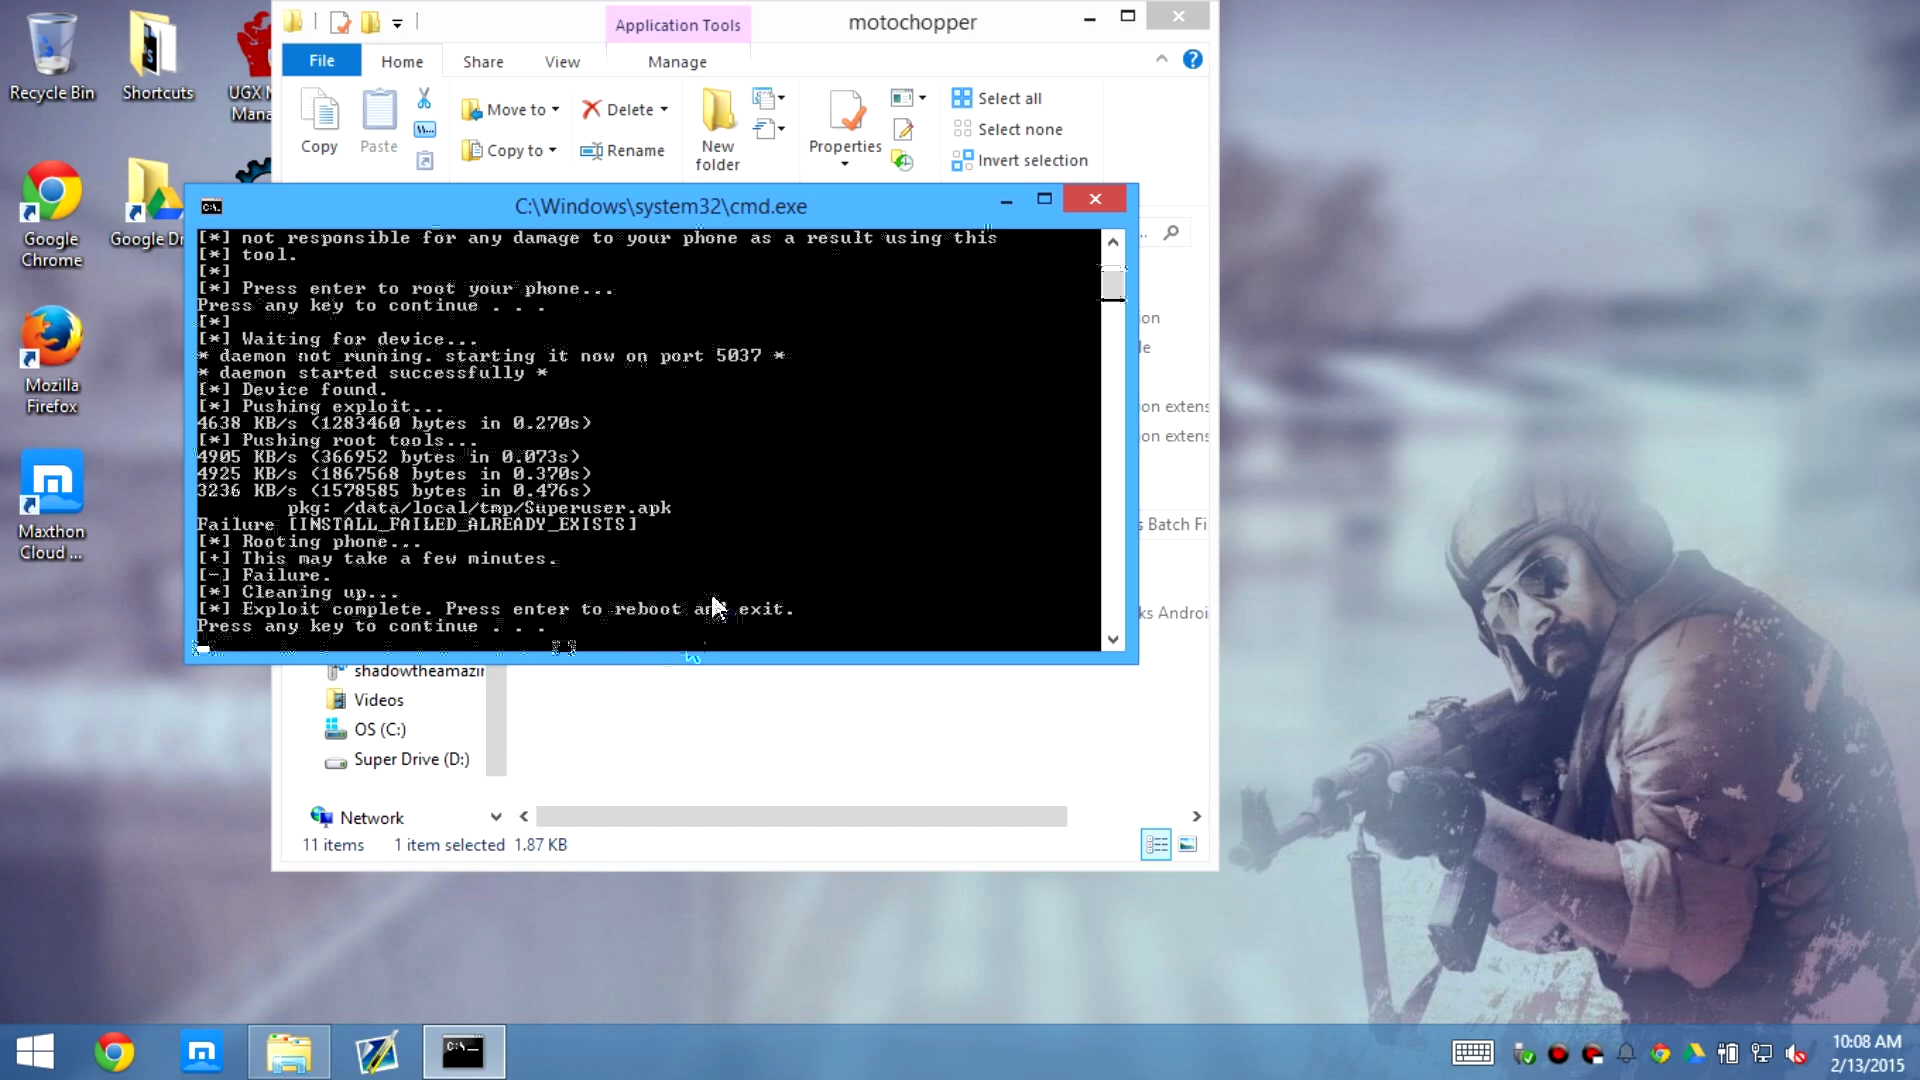 Application Tools
motochopper
File
Home
Share
View
Manage
Copy
Paste
Move to
Copy to
Delete
Rename
New
folder
Properties
Select all
Select none
Invert selection
Recycle Bin
Shortcuts
UGX
Mana
Google
Chrome
Google Dr
Mozilla
Firefox
Maxthon
Cloud ...
C:\Windows\system32\cmd.exe
[*] not responsible for any damage to your phone as a result using this
[*] tool.
[*]
[*] Press enter to root your phone...
Press any key to continue . . .
[*]
[*] Waiting for device...
* daemon not running. starting it now on port 5037 *
* daemon started successfully *
[*] Device found.
[*] Pushing exploit...
4638 KB/s (1283460 bytes in 0.270s)
[*] Pushing root tools...
4905 KB/s (366952 bytes in 0.073s)
4925 KB/s (1867568 bytes in 0.370s)
3236 KB/s (1578585 bytes in 0.476s)
pkg: /data/local/tmp/Superuser.apk
Failure [INSTALL_FAILED_ALREADY_EXISTS]
[*] Rooting phone...
[+] This may take a few minutes.
[-] Failure.
[*] Cleaning up...
[*] Exploit complete. Press enter to reboot and exit.
Press any key to continue . . .
on
le
on extens
on extens
s Batch Fi
ks Androi
shadowtheamazin
Videos
OS (C:)
Super Drive (D:)
Network
11 items 1 item selected 1.87 KB
10:08 AM
2/13/2015